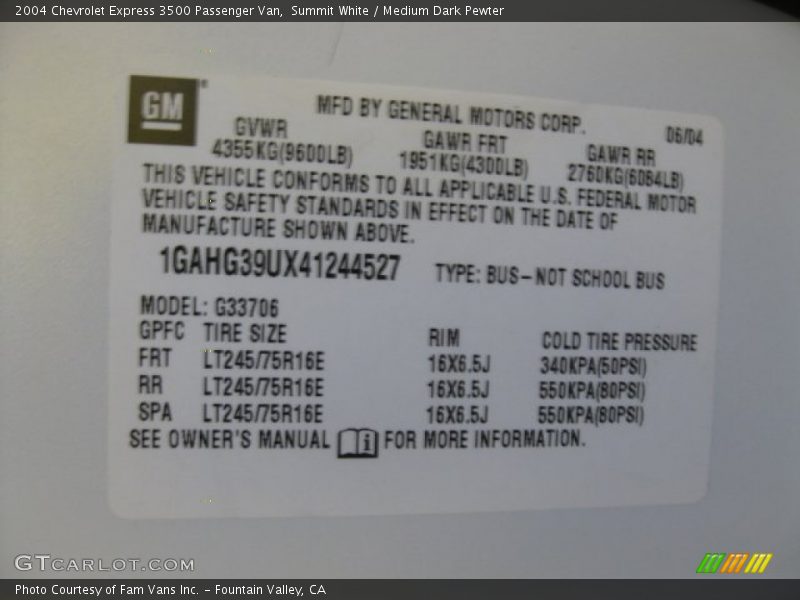 2004 Chevrolet Express 3500 Passenger Van,  Summit White / Medium Dark Pewter
GM
MFD BY GENERAL MOTORS CORP.
06/04
GVWR GAWR FRT GAWR RR
4355KG(9600LB) 1951KG(4300LB) 2760KG(6084LB)
THIS VEHICLE CONFORMS TO ALL APPLICABLE U.S. FEDERAL MOTOR
VEHICLE SAFETY STANDARDS IN EFFECT ON THE DATE OF
MANUFACTURE SHOWN ABOVE.
1GAHG39UX41244527 TYPE: BUS-NOT SCHOOL BUS
MODEL: G33706
GPFC TIRE SIZE RIM COLD TIRE PRESSURE
FRT LT245/75R16E 16X6.5J 340KPA(50PSI)
RR LT245/75R16E 16X6.5J 550KPA(80PSI)
SPA LT245/75R16E 16X6.5J 550KPA(80PSI)
SEE OWNER'S MANUAL i FOR MORE INFORMATION.
GTCARLOT.COM
Photo Courtesy of Fam Vans Inc. - Fountain Valley, CA